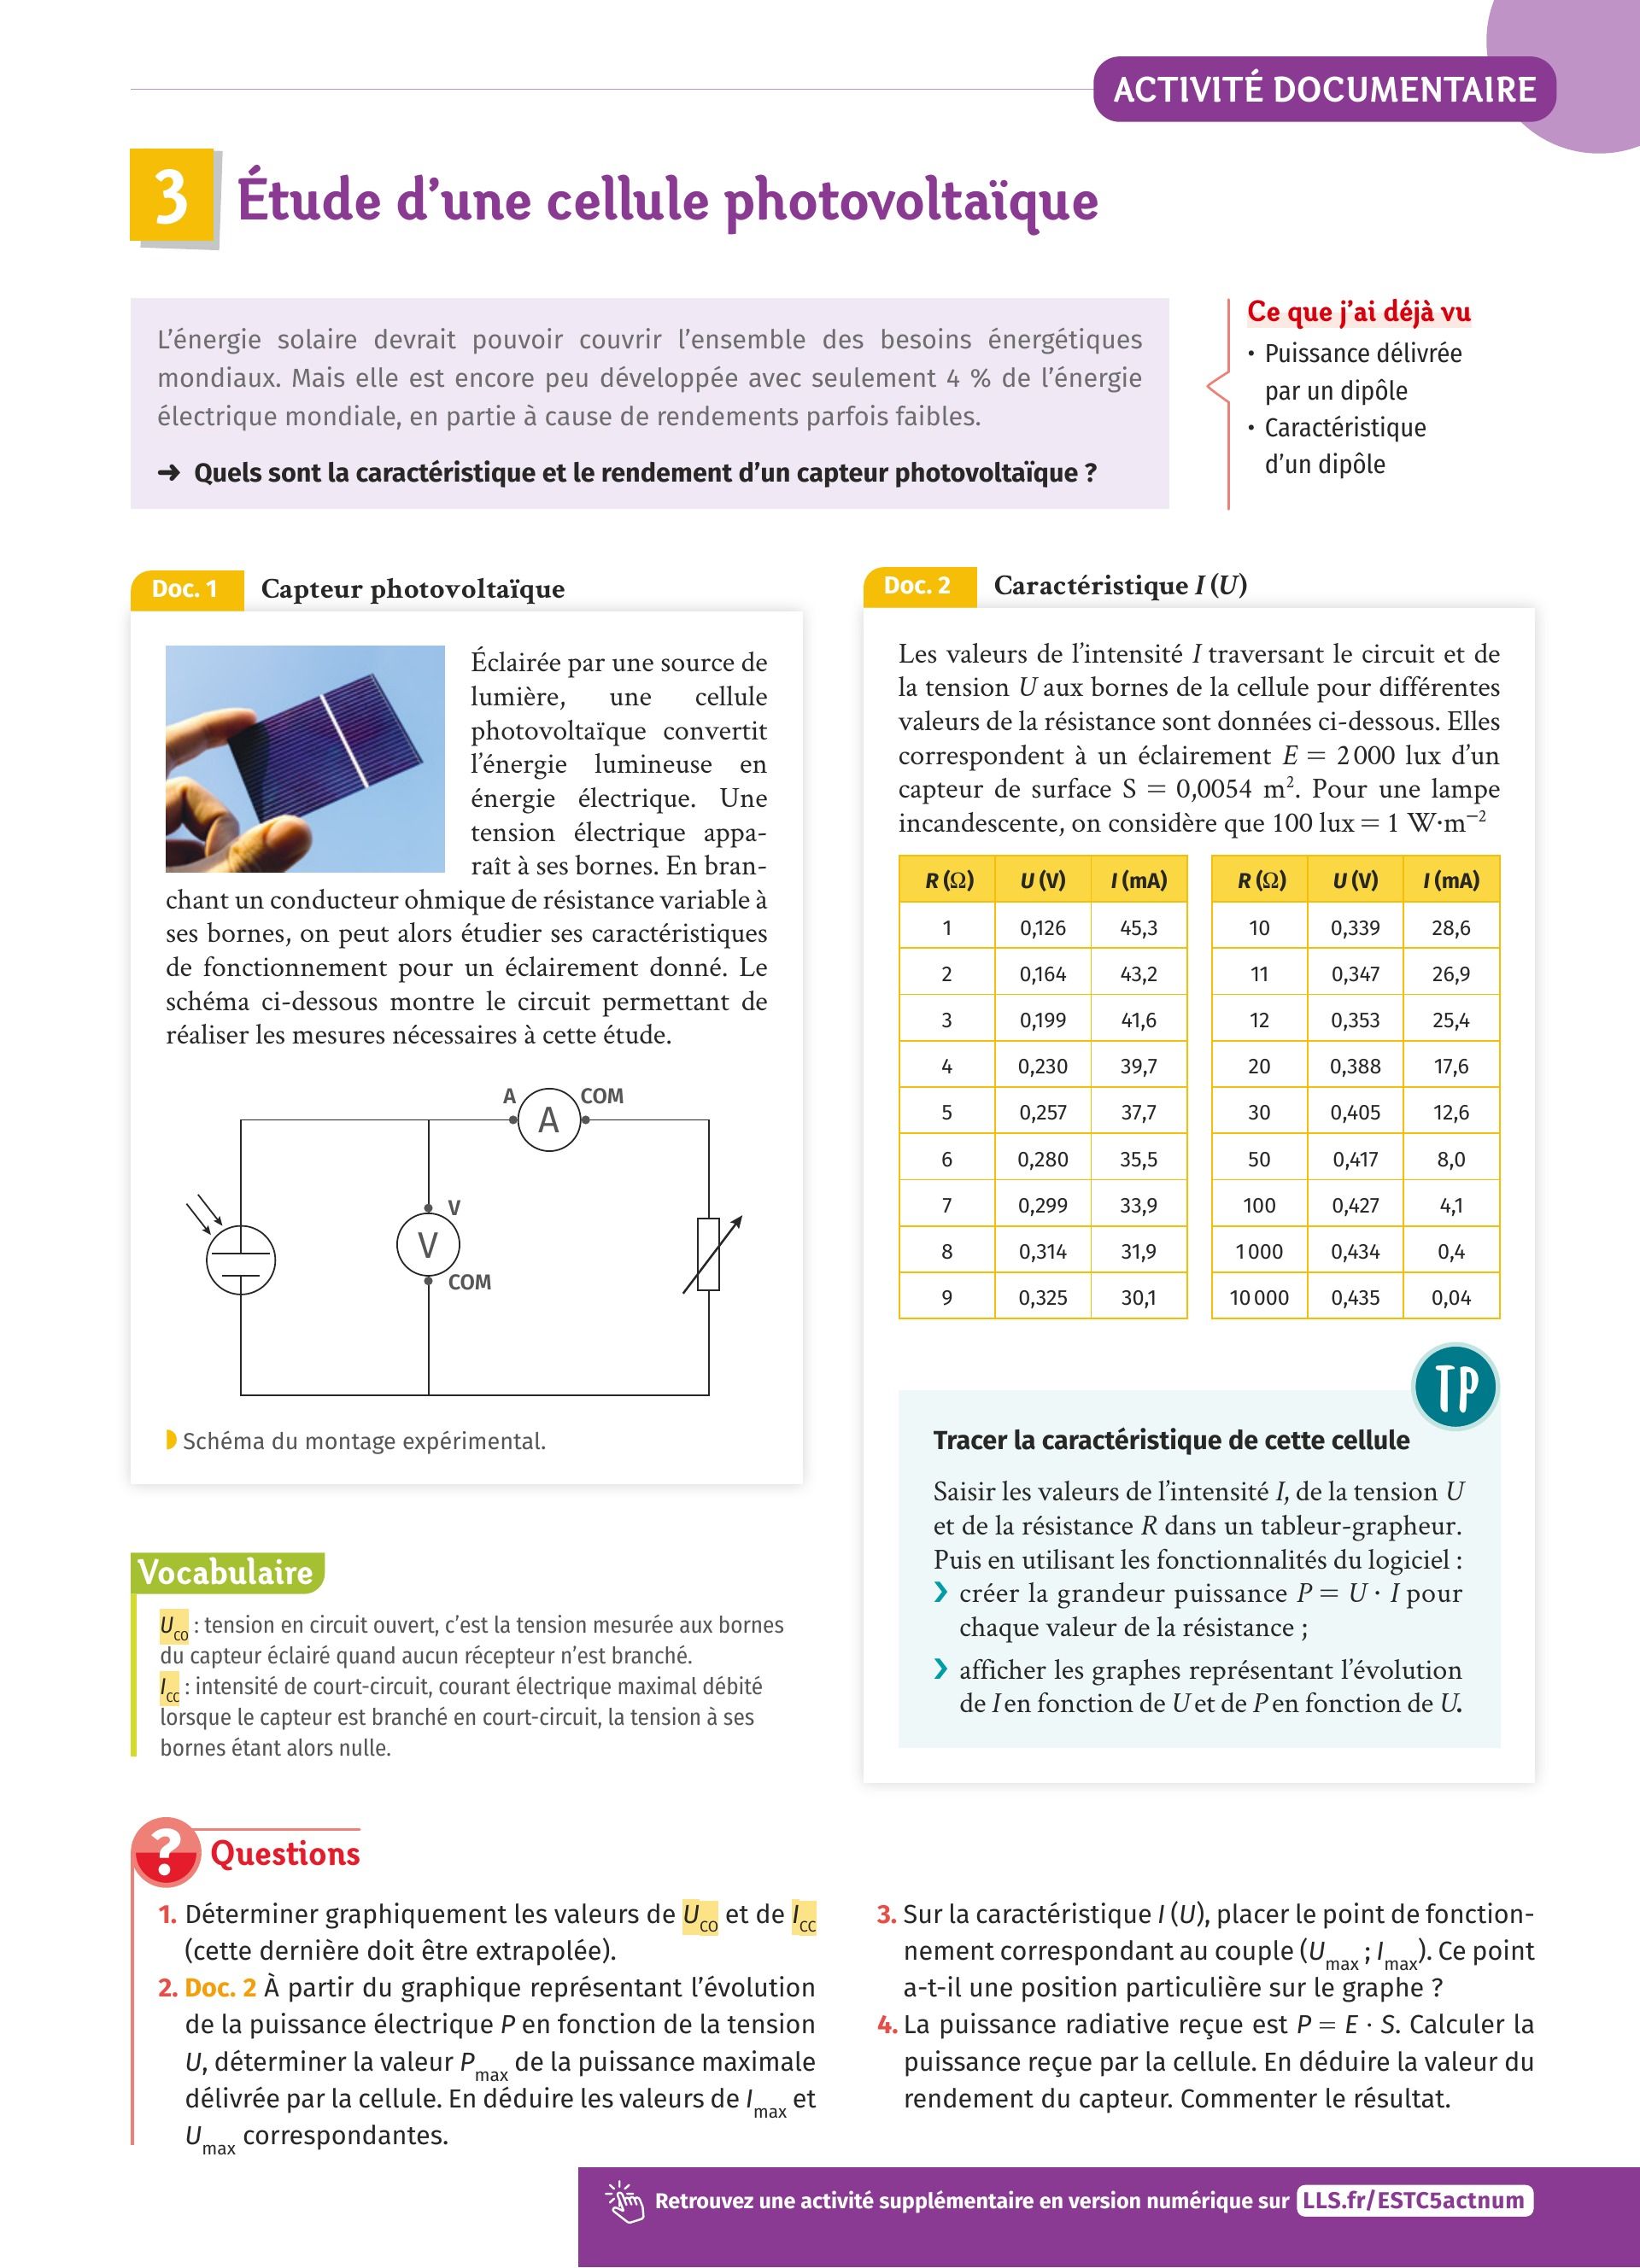 ACTIVITÉ DOCUMENTAIRE
3 Étude d'une cellule photovoltaïque
L'énergie solaire devrait pouvoir couvrir l'ensemble des besoins énergétiques
mondiaux. Mais elle est encore peu développée avec seulement 4 % de l'énergie
électrique mondiale, en partie à cause de rendements parfois faibles.
➜ Quels sont la caractéristique et le rendement d'un capteur photovoltaïque ?
Ce que j'ai déjà vu
• Puissance délivrée
par un dipôle
• Caractéristique
d'un dipôle
Doc. 1 Capteur photovoltaïque
Éclairée par une source de
lumière, une cellule
photovoltaïque convertit
l'énergie lumineuse en
énergie électrique. Une
tension électrique appa-
raît à ses bornes. En bran-
chant un conducteur ohmique de résistance variable à
ses bornes, on peut alors étudier ses caractéristiques
de fonctionnement pour un éclairement donné. Le
schéma ci-dessous montre le circuit permettant de
réaliser les mesures nécessaires à cette étude.
A A COM
V
V
COM
Schéma du montage expérimental.
Vocabulaire
U_CO : tension en circuit ouvert, c'est la tension mesurée aux bornes
du capteur éclairé quand aucun récepteur n'est branché.
I_CC : intensité de court-circuit, courant électrique maximal débité
lorsque le capteur est branché en court-circuit, la tension à ses
bornes étant alors nulle.
Doc. 2 Caractéristique I (U)
Les valeurs de l'intensité I traversant le circuit et de
la tension U aux bornes de la cellule pour différentes
valeurs de la résistance sont données ci-dessous. Elles
correspondent à un éclairement E = 2 000 lux d'un
capteur de surface S = 0,0054 m². Pour une lampe
incandescente, on considère que 100 lux = 1 W·m⁻²
R (Ω) U (V) I (mA) R (Ω) U (V) I (mA)
1 0,126 45,3 10 0,339 28,6
2 0,164 43,2 11 0,347 26,9
3 0,199 41,6 12 0,353 25,4
4 0,230 39,7 20 0,388 17,6
5 0,257 37,7 30 0,405 12,6
6 0,280 35,5 50 0,417 8,0
7 0,299 33,9 100 0,427 4,1
8 0,314 31,9 1 000 0,434 0,4
9 0,325 30,1 10 000 0,435 0,04
TP
Tracer la caractéristique de cette cellule
Saisir les valeurs de l'intensité I, de la tension U
et de la résistance R dans un tableur-grapheur.
Puis en utilisant les fonctionnalités du logiciel :
❯ créer la grandeur puissance P = U · I pour
chaque valeur de la résistance ;
❯ afficher les graphes représentant l'évolution
de I en fonction de U et de P en fonction de U.
? Questions
1. Déterminer graphiquement les valeurs de U_CO et de I_CC
(cette dernière doit être extrapolée).
2. Doc. 2 À partir du graphique représentant l'évolution
de la puissance électrique P en fonction de la tension
U, déterminer la valeur P_max de la puissance maximale
délivrée par la cellule. En déduire les valeurs de I_max et
U_max correspondantes.
3. Sur la caractéristique I (U), placer le point de fonction-
nement correspondant au couple (U_max ; I_max). Ce point
a-t-il une position particulière sur le graphe ?
4. La puissance radiative reçue est P = E · S. Calculer la
puissance reçue par la cellule. En déduire la valeur du
rendement du capteur. Commenter le résultat.
Retrouvez une activité supplémentaire en version numérique sur LLS.fr/ESTC5actnum